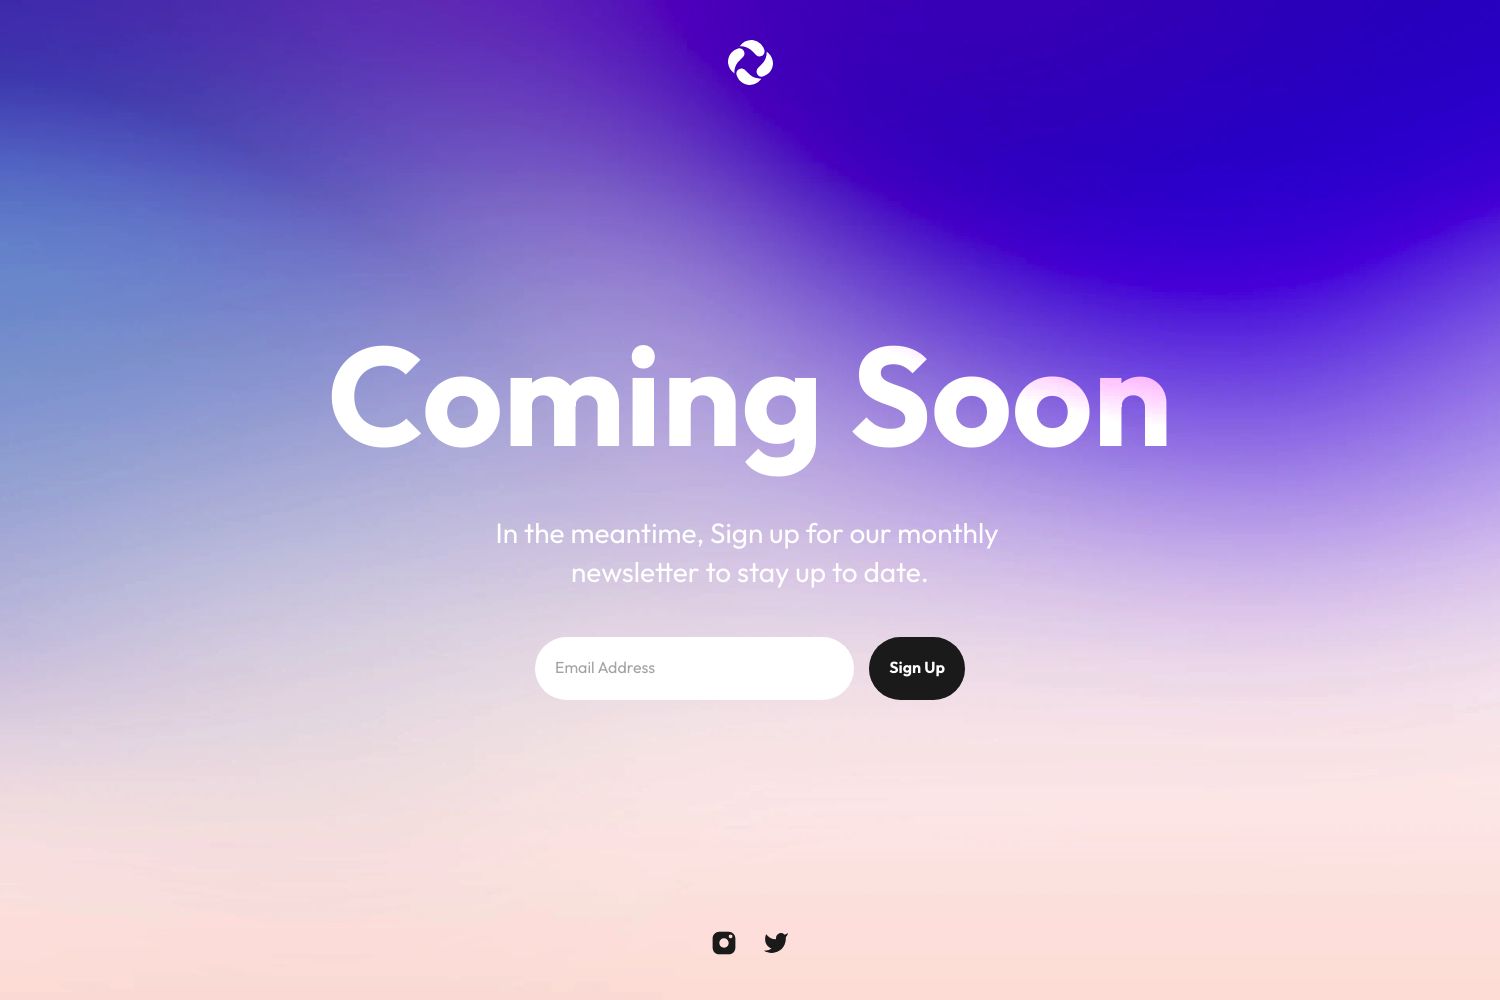 Coming Soon
In the meantime, Sign up for our monthly
newsletter to stay up to date.
Email Address
Sign Up